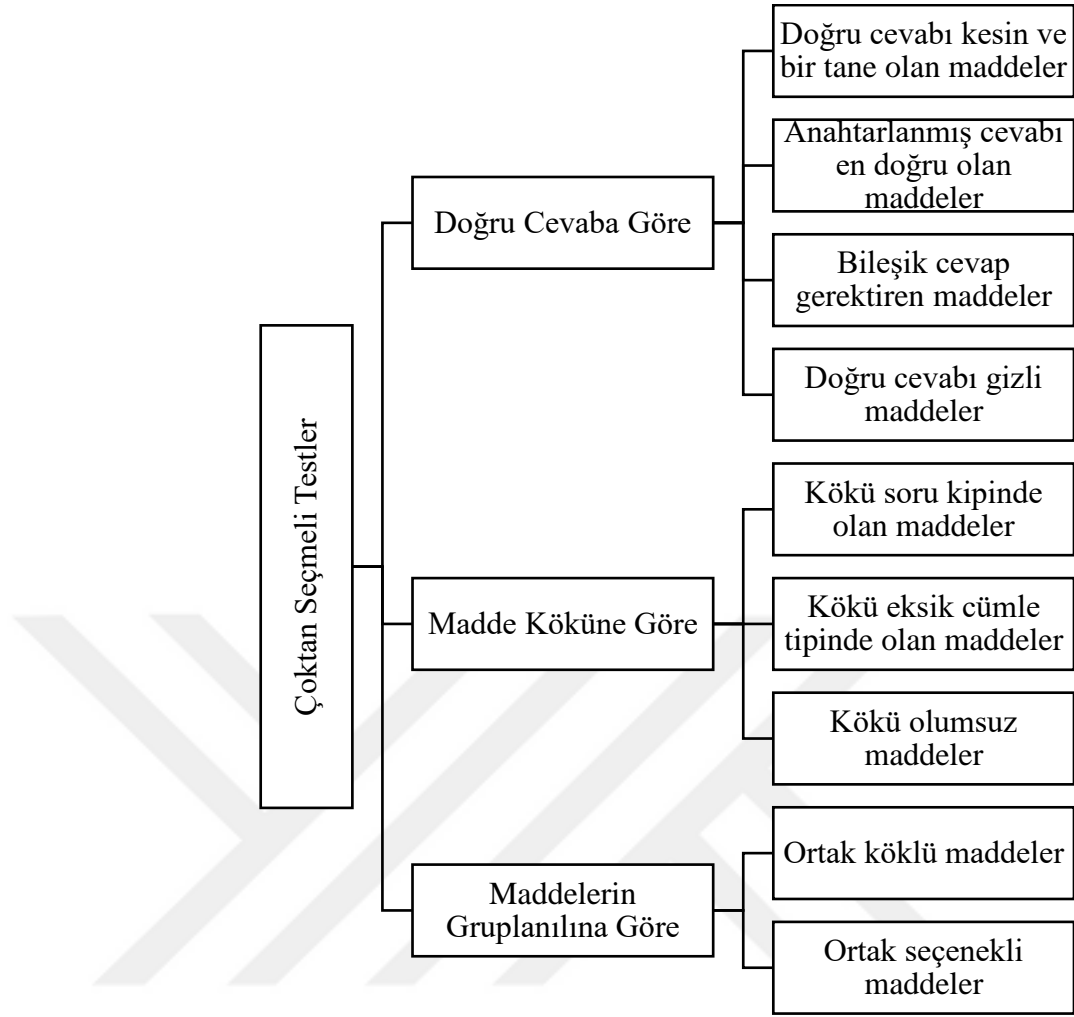 Çoktan Seçmeli Testler
Doğru Cevaba Göre
Doğru cevabı kesin ve
bir tane olan maddeler
Anahtarlanmış cevabı
en doğru olan
maddeler
Bileşik cevap
gerektiren maddeler
Doğru cevabı gizli
maddeler
Madde Köküne Göre
Kökü soru kipinde
olan maddeler
Kökü eksik cümle
tipinde olan maddeler
Kökü olumsuz
maddeler
Maddelerin
Gruplanılına Göre
Ortak köklü maddeler
Ortak seçenekli
maddeler